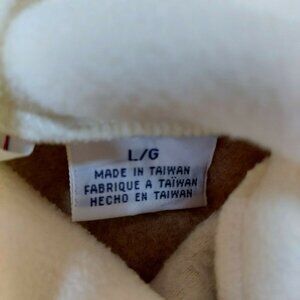 L/G
MADE IN TAIWAN
FABRIQUE A TAÏWAN
HECHO EN TAIWAN